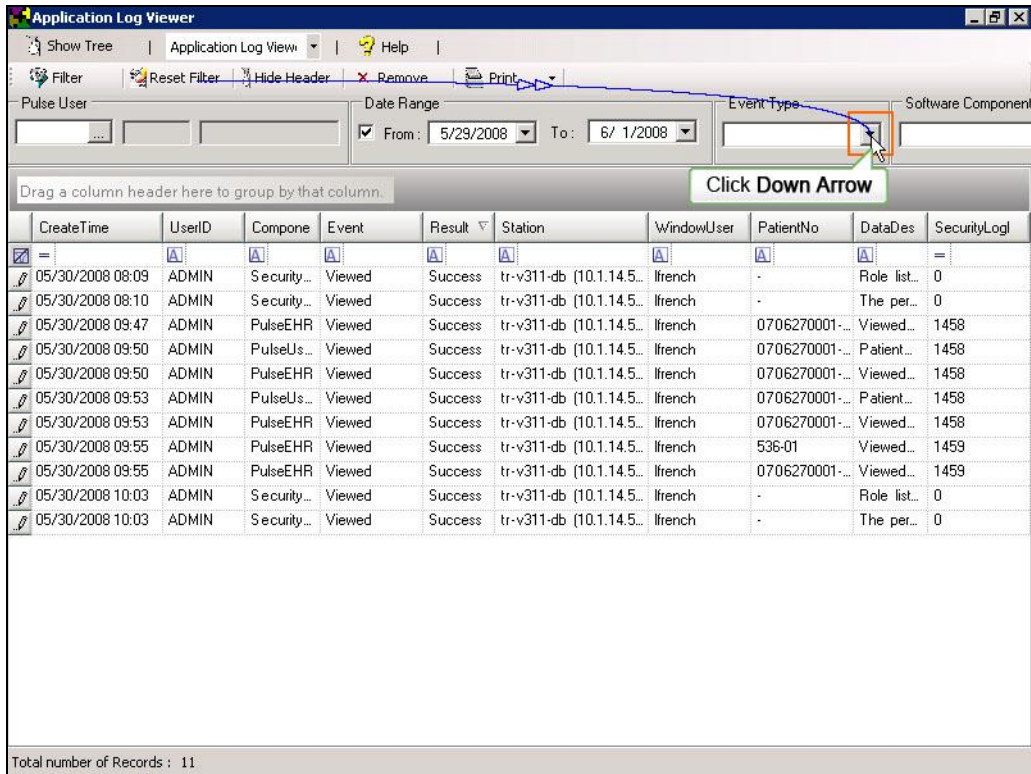 Application Log Viewer
Show Tree | Application Log View | Help |
Filter Reset Filter Hide Header Remove Print
Pulse User Date Range Event Type Software Component
... From : 5/29/2008 To : 6/ 1/2008
Click Down Arrow
Drag a column header here to group by that column.
CreateTime UserID Compone Event Result Station WindowUser PatientNo DataDes SecurityLogI
= A A A A A A A A =
05/30/2008 08:09 ADMIN Security... Viewed Success tr-v311-db (10.1.14.5... lfrench - Role list... 0
05/30/2008 08:10 ADMIN Security... Viewed Success tr-v311-db (10.1.14.5... lfrench - The per... 0
05/30/2008 09:47 ADMIN PulseEHR Viewed Success tr-v311-db (10.1.14.5... lfrench 0706270001-... Viewed... 1458
05/30/2008 09:50 ADMIN PulseUs... Viewed Success tr-v311-db (10.1.14.5... lfrench 0706270001-... Patient... 1458
05/30/2008 09:50 ADMIN PulseEHR Viewed Success tr-v311-db (10.1.14.5... lfrench 0706270001-... Viewed... 1458
05/30/2008 09:53 ADMIN PulseUs... Viewed Success tr-v311-db (10.1.14.5... lfrench 0706270001-... Patient... 1458
05/30/2008 09:53 ADMIN PulseEHR Viewed Success tr-v311-db (10.1.14.5... lfrench 0706270001-... Viewed... 1458
05/30/2008 09:55 ADMIN PulseEHR Viewed Success tr-v311-db (10.1.14.5... lfrench 536-01 Viewed... 1459
05/30/2008 09:55 ADMIN PulseEHR Viewed Success tr-v311-db (10.1.14.5... lfrench 0706270001-... Viewed... 1459
05/30/2008 10:03 ADMIN Security... Viewed Success tr-v311-db (10.1.14.5... lfrench - Role list... 0
05/30/2008 10:03 ADMIN Security... Viewed Success tr-v311-db (10.1.14.5... lfrench - The per... 0
Total number of Records : 11